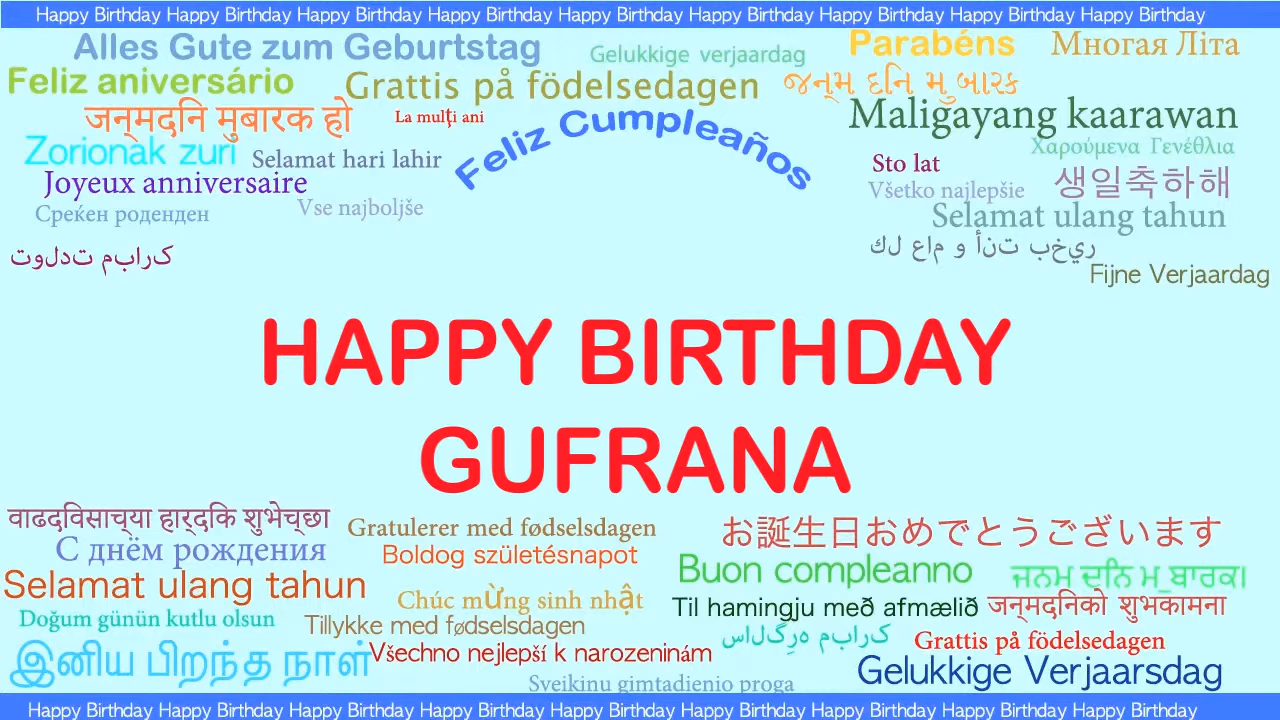 Happy Birthday Happy Birthday Happy Birthday Happy Birthday Happy Birthday Happy Birthday Happy Birthday Happy Birthday Happy Birthday
Alles Gute zum Geburtstag
Gelukkige verjaardag
Parabéns
Многая Літа
Feliz aniversário
Grattis på födelsedagen
જન્મ દિન મુબારક
जन्मदिन मुबारक हो
La mulţi ani
Feliz Cumpleaños
Maligayang kaarawan
Zorionak zuri
Selamat hari lahir
Χαρούμενα Γενέθλια
Sto lat
Joyeux anniversaire
Všetko najlepšie
생일축하해
Среќен роденден
Vse najboljše
Selamat ulang tahun
تولدت مبارک
كل عام و أنت بخير
Fijne Verjaardag
HAPPY BIRTHDAY
GUFRANA
वाढदिवसाच्या हार्दिक शुभेच्छा
Gratulerer med fødselsdagen
お誕生日おめでとうございます
С днём рождения
Boldog születésnapot
Buon compleanno
ਜਨਮ ਦਿਨ ਮੁਬਾਰਕ।
Selamat ulang tahun
Chúc mừng sinh nhật
Til hamingju með afmælið
जन्मदिनको शुभकामना
Doğum günün kutlu olsun
Tillykke med fødselsdagen
سالگرہ مبارک
Grattis på födelsedagen
இனிய பிறந்த நாள்
Všechno nejlepší k narozeninám
Gelukkige Verjaarsdag
Sveikinu gimtadienio proga
Happy Birthday Happy Birthday Happy Birthday Happy Birthday Happy Birthday Happy Birthday Happy Birthday Happy Birthday Happy Birthday